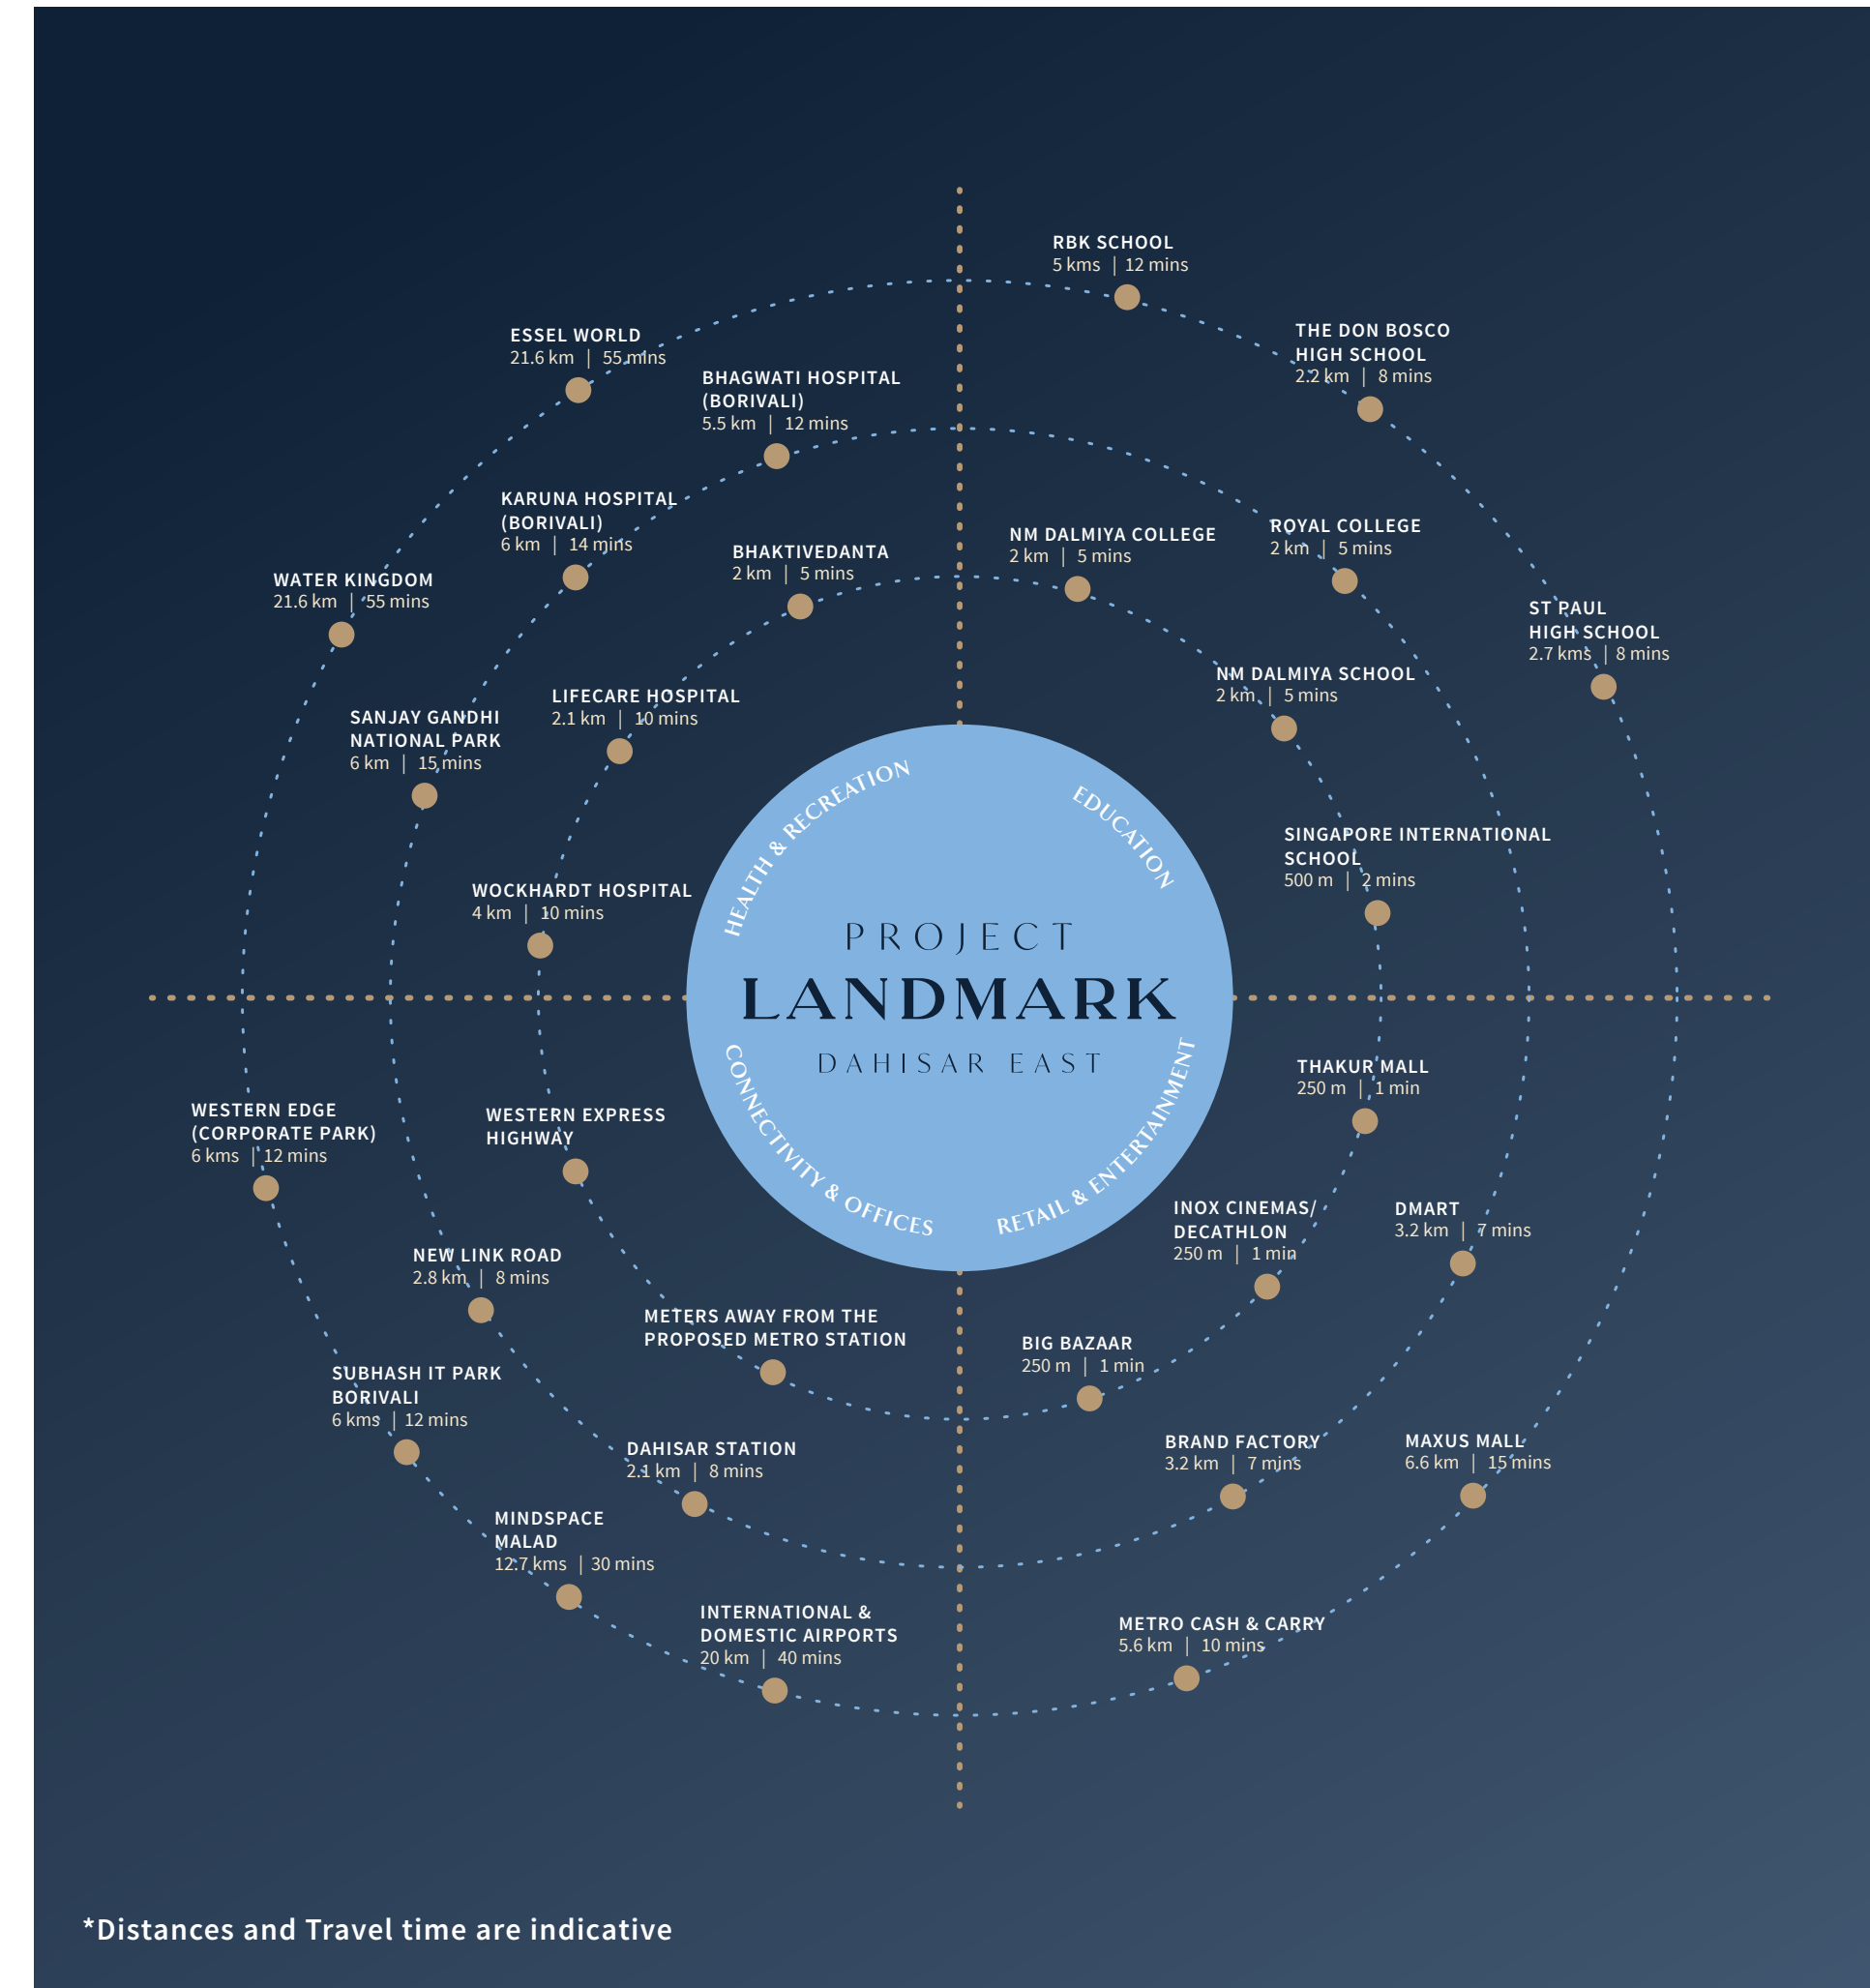 RBK SCHOOL
5 kms | 12 mins
THE DON BOSCO
HIGH SCHOOL
2.2 km | 8 mins
ESSEL WORLD
21.6 km | 55 mins
BHAGWATI HOSPITAL
(BORIVALI)
5.5 km | 12 mins
KARUNA HOSPITAL
(BORIVALI)
6 km | 14 mins
BHAKTIVEDANTA
2 km | 5 mins
NM DALMIYA COLLEGE
2 km | 5 mins
ROYAL COLLEGE
2 km | 5 mins
WATER KINGDOM
21.6 km | 55 mins
ST PAUL
HIGH SCHOOL
2.7 kms | 8 mins
LIFECARE HOSPITAL
2.1 km | 10 mins
NM DALMIYA SCHOOL
2 km | 5 mins
SANJAY GANDHI
NATIONAL PARK
6 km | 15 mins
SINGAPORE INTERNATIONAL
SCHOOL
500 m | 2 mins
WOCKHARDT HOSPITAL
4 km | 10 mins
HEALTH & RECREATION
EDUCATION
PROJECT
LANDMARK
DAHISAR EAST
CONNECTIVITY & OFFICES
RETAIL & ENTERTAINMENT
THAKUR MALL
250 m | 1 min
WESTERN EDGE
(CORPORATE PARK)
6 kms | 12 mins
WESTERN EXPRESS
HIGHWAY
INOX CINEMAS/
DECATHLON
250 m | 1 min
DMART
3.2 km | 7 mins
NEW LINK ROAD
2.8 km | 8 mins
METERS AWAY FROM THE
PROPOSED METRO STATION
BIG BAZAAR
250 m | 1 min
SUBHASH IT PARK
BORIVALI
6 kms | 12 mins
DAHISAR STATION
2.1 km | 8 mins
BRAND FACTORY
3.2 km | 7 mins
MAXUS MALL
6.6 km | 15 mins
MINDSPACE
MALAD
12.7 kms | 30 mins
INTERNATIONAL &
DOMESTIC AIRPORTS
20 km | 40 mins
METRO CASH & CARRY
5.6 km | 10 mins
*Distances and Travel time are indicative